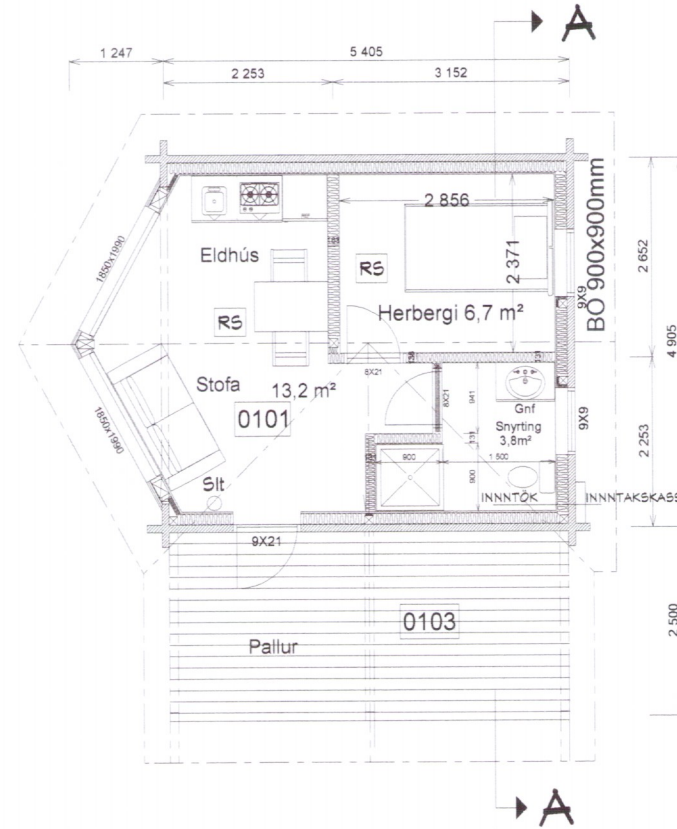 A
1 247
5 405
2 253
3 152
1850x1990
Eldhús
2 856
2 371
RS
RS
Herbergi 6,7 m²
BO 900x900mm
9X9
2 652
4 905
Stofa
13,2 m²
0101
8X21
8X21
131
941
Gnf
Snyrting
3,8m²
9X9
2 253
1850x1990
Slt
131
900
1 500
900
INNNTÖK
INNNTAKSKASS
9X21
0103
Pallur
2 500
A